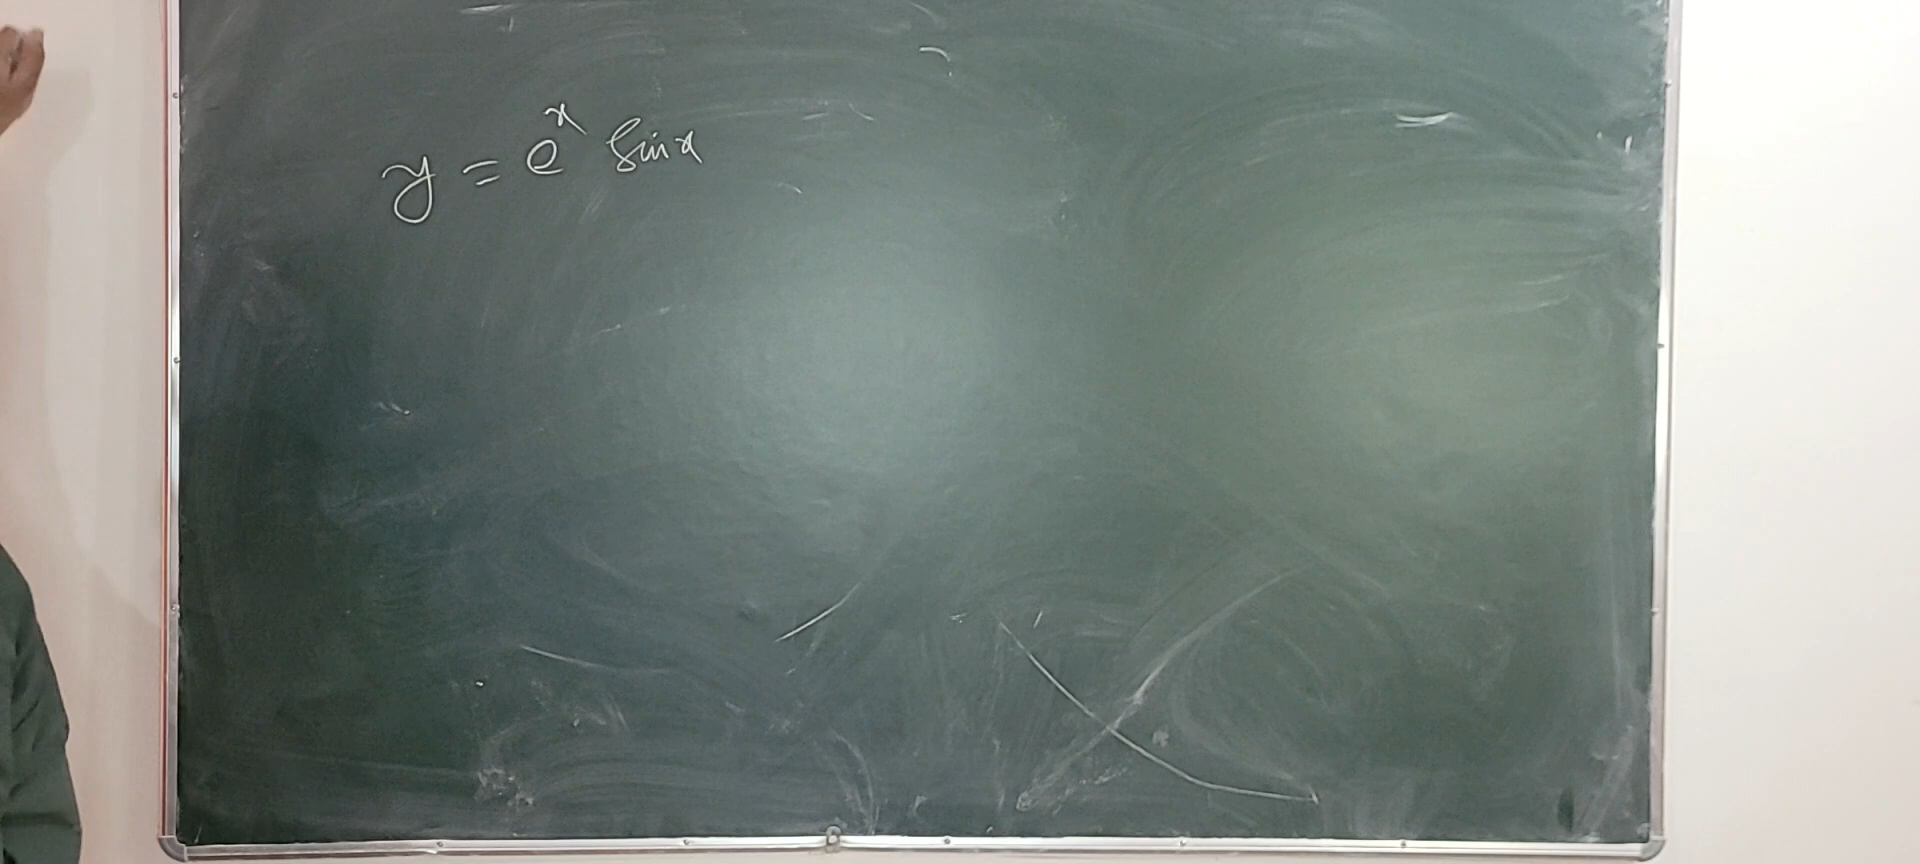 y = e^x sin x